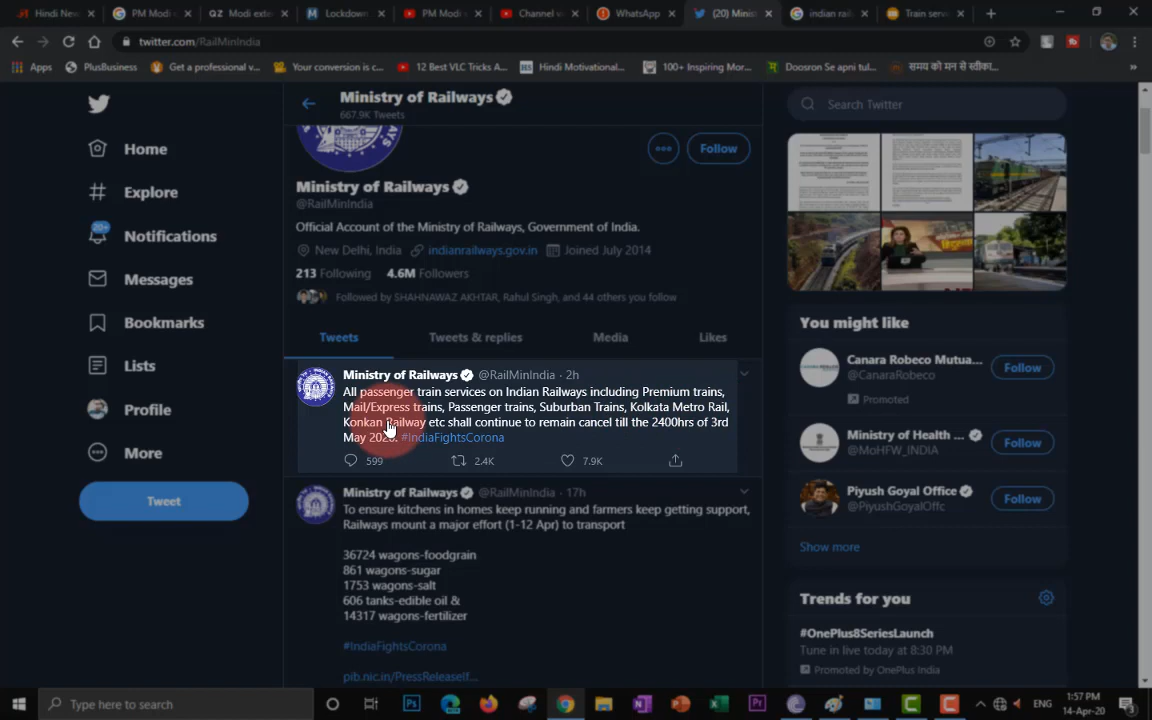 Hindi New
PM Modi
Modi exte
Lockdown
PM Modi
Channel v
WhatsApp
(20) Minis
indian rail
Train serv
twitter.com/RailMinIndia
Apps
PlusBusiness
Get a professional v...
Your conversion is c...
12 Best VLC Tricks A...
Hindi Motivational...
100+ Inspiring Mor...
Doosron Se apni tul...
समय को मन से स्वीका...
Ministry of Railways
667.9K Tweets
Search Twitter
Home
Explore
20+
Notifications
Messages
Bookmarks
Lists
Profile
More
Tweet
Follow
Ministry of Railways
@RailMinIndia
Official Account of the Ministry of Railways, Government of India.
New Delhi, India indianrailways.gov.in Joined July 2014
213 Following 4.6M Followers
Followed by SHAHNAWAZ AKHTAR, Rahul Singh, and 44 others you follow
Tweets Tweets & replies Media Likes
Ministry of Railways @RailMinIndia · 2h
All passenger train services on Indian Railways including Premium trains,
Mail/Express trains, Passenger trains, Suburban Trains, Kolkata Metro Rail,
Konkan Railway etc shall continue to remain cancel till the 2400hrs of 3rd
May 2020. #IndiaFightsCorona
599 2.4K 7.9K
Ministry of Railways @RailMinIndia · 17h
To ensure kitchens in homes keep running and farmers keep getting support,
Railways mount a major effort (1-12 Apr) to transport
36724 wagons-foodgrain
861 wagons-sugar
1753 wagons-salt
606 tanks-edible oil &
14317 wagons-fertilizer
#IndiaFightsCorona
pib.nic.in/PressReleaseIf...
You might like
Canara Robeco Mutua...
@CanaraRobeco
Follow
Promoted
Ministry of Health ...
@MoHFW_INDIA
Follow
Piyush Goyal Office
@PiyushGoyalOffc
Follow
Show more
Trends for you
#OnePlus8SeriesLaunch
Tune in live today at 8:30 PM
Promoted by OnePlus India
Type here to search
ENG
1:57 PM
14-Apr-20
3